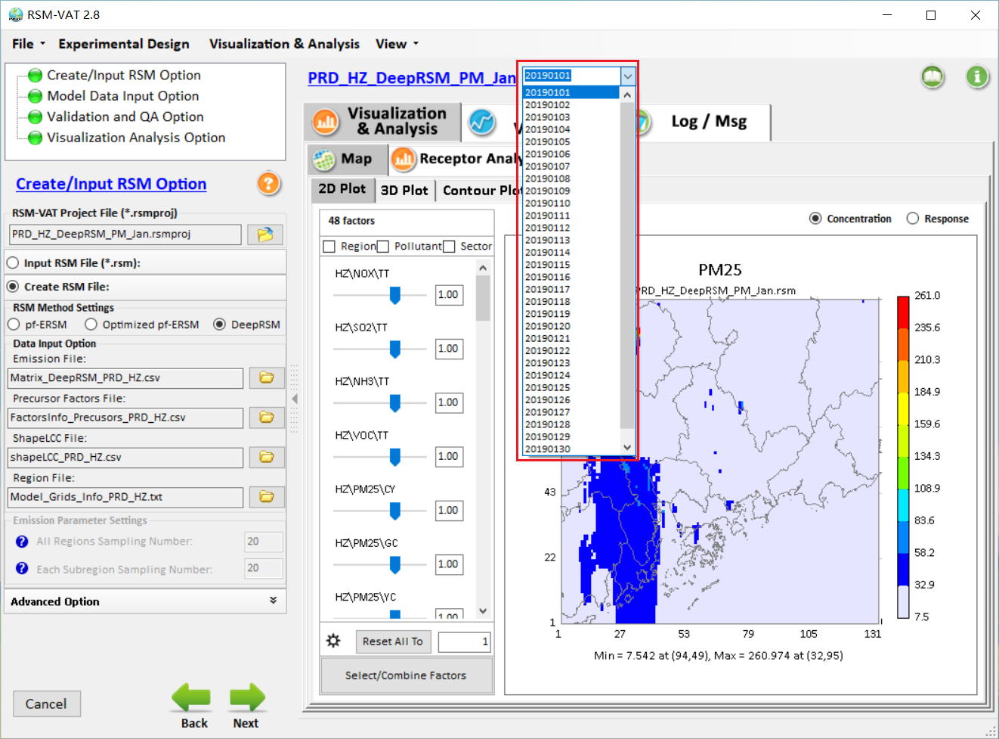 RSM-VAT 2.8
File Experimental Design Visualization & Analysis View
Create/Input RSM Option
Model Data Input Option
Validation and QA Option
Visualization Analysis Option
Create/Input RSM Option
RSM-VAT Project File (*.rsmproj)
PRD_HZ_DeepRSM_PM_Jan.rsmproj
Input RSM File (*.rsm):
Create RSM File:
RSM Method Settings
pf-ERSM Optimized pf-ERSM DeepRSM
Data Input Option
Emission File:
Matrix_DeepRSM_PRD_HZ.csv
Precursor Factors File:
FactorsInfo_Precusors_PRD_HZ.csv
ShapeLCC File:
shapeLCC_PRD_HZ.csv
Region File:
Model_Grids_Info_PRD_HZ.txt
Emission Parameter Settings
All Regions Sampling Number: 20
Each Subregion Sampling Number: 20
Advanced Option
Cancel
Back
Next
PRD_HZ_DeepRSM_PM_Jan
20190101
20190101
20190102
20190103
20190104
20190105
20190106
20190107
20190108
20190109
20190110
20190111
20190112
20190113
20190114
20190115
20190116
20190117
20190118
20190119
20190120
20190121
20190122
20190123
20190124
20190125
20190126
20190127
20190128
20190129
20190130
Visualization
& Analysis
Log / Msg
Map
Receptor Analy
2D Plot 3D Plot Contour Plot
48 factors
Region Pollutant Sector
HZ\NOX\TT
1.00
HZ\SO2\TT
1.00
HZ\NH3\TT
1.00
HZ\VOC\TT
1.00
HZ\PM25\CY
1.00
HZ\PM25\GC
1.00
HZ\PM25\YC
1.00
Reset All To 1
Select/Combine Factors
Concentration Response
PM25
PRD_HZ_DeepRSM_PM_Jan.rsm
43
22
1
1 27 53 79 105 131
261.0
235.6
210.3
184.9
159.6
134.3
108.9
83.6
58.2
32.9
7.5
Min = 7.542 at (94,49), Max = 260.974 at (32,95)